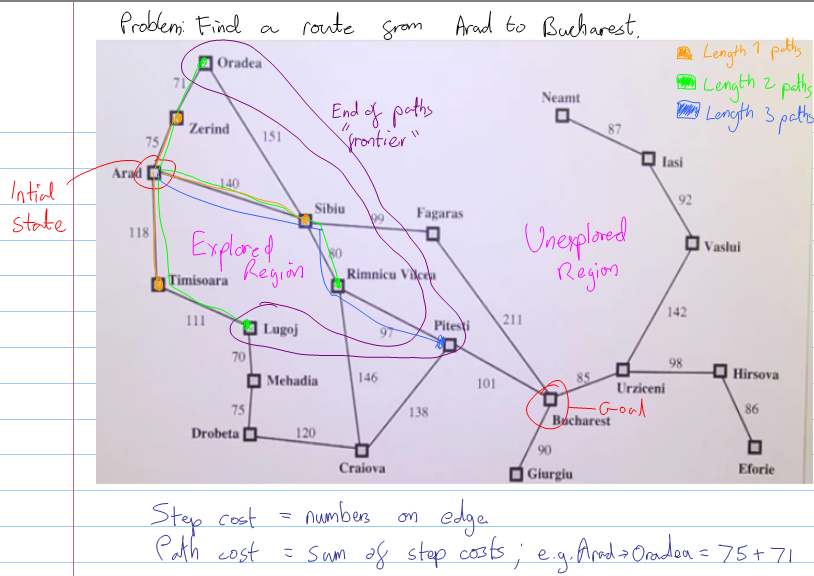 Problem: Find a route from Arad to Bucharest.
Length 1 paths
Length 2 paths
Length 3 paths
Oradea
71
Neamt
End of paths
"frontier"
87
Zerind
151
75
Iasi
Arad
140
92
Intial
state
Sibiu
99
Fagaras
118
Explored
Region
80
Unexplored
Region
Vaslui
Timisoara
Rimnicu Vilcea
142
111
Lugoj
97
Pitesti
211
70
146
101
85
98
Hirsova
Mehadia
Urziceni
75
138
Goal
86
Bucharest
Drobeta
120
90
Craiova
Giurgiu
Eforie
Step cost = numbers on edge
Path cost = sum of step costs; e.g. Arad→Oradea = 75+71